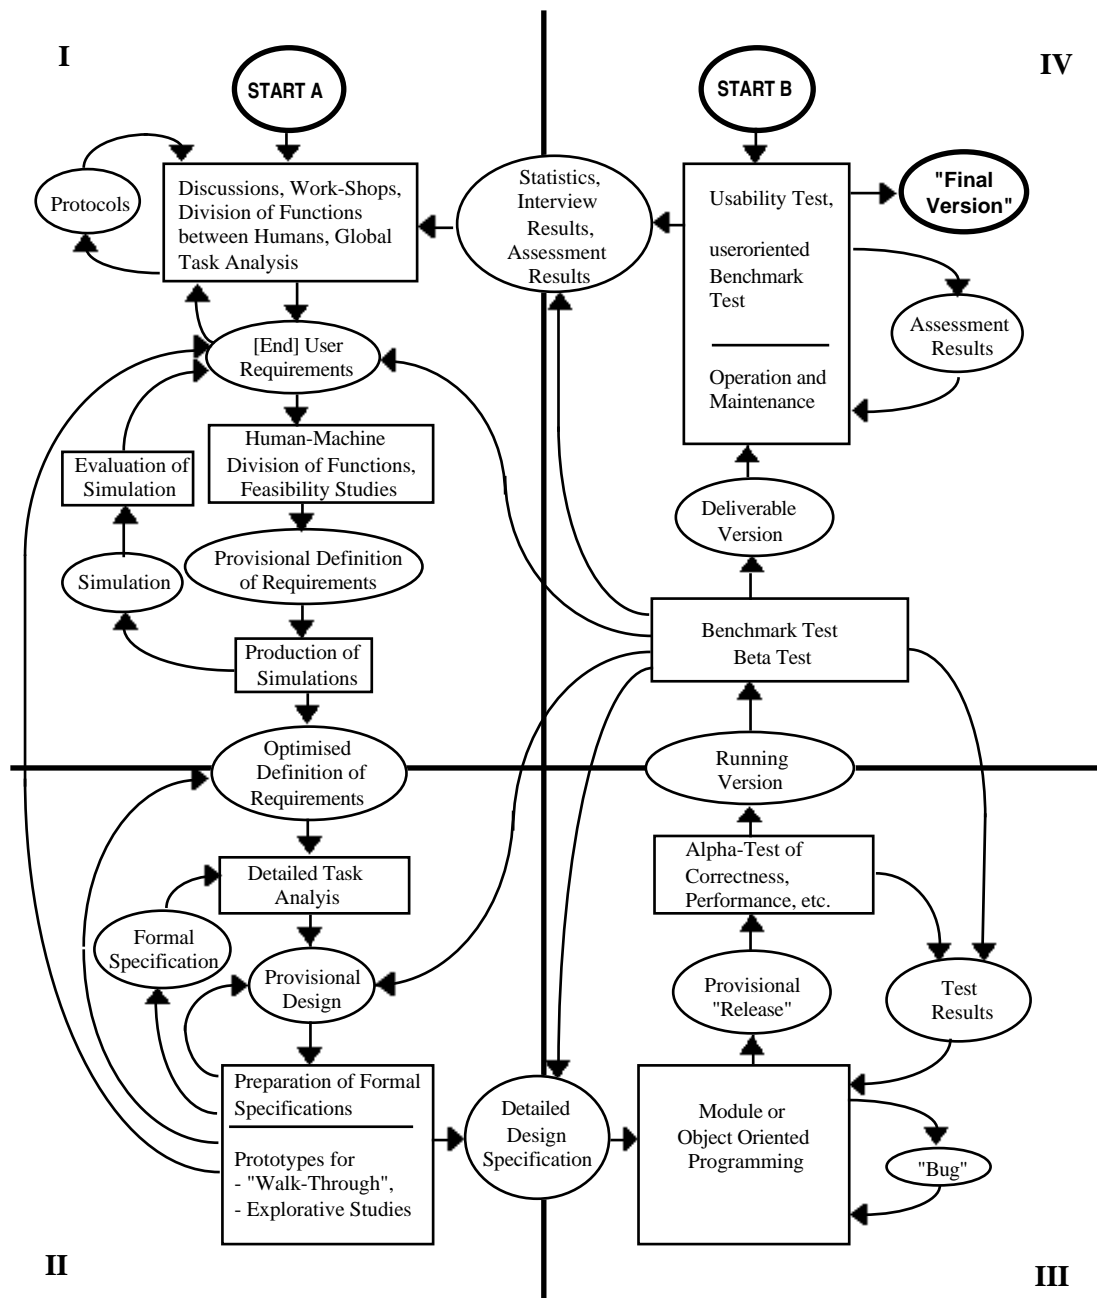 I
START A
Protocols
Discussions, Work-Shops,
Division of Functions
between Humans, Global
Task Analysis
[End] User
Requirements
Human-Machine
Division of Functions,
Feasibility Studies
Evaluation of
Simulation
Provisional Definition
of Requirements
Simulation
Production of
Simulations
Optimised
Definition of
Requirements
Detailed Task
Analyis
Formal
Specification
Provisional
Design
Preparation of Formal
Specifications
Prototypes for
- "Walk-Through",
- Explorative Studies
II
Statistics,
Interview
Results,
Assessment
Results
Detailed
Design
Specification
IV
START B
Usability Test,
useroriented
Benchmark
Test
Operation and
Maintenance
"Final
Version"
Assessment
Results
Deliverable
Version
Benchmark Test
Beta Test
Running
Version
Alpha-Test of
Correctness,
Performance, etc.
Provisional
"Release"
Test
Results
Module or
Object Oriented
Programming
"Bug"
III